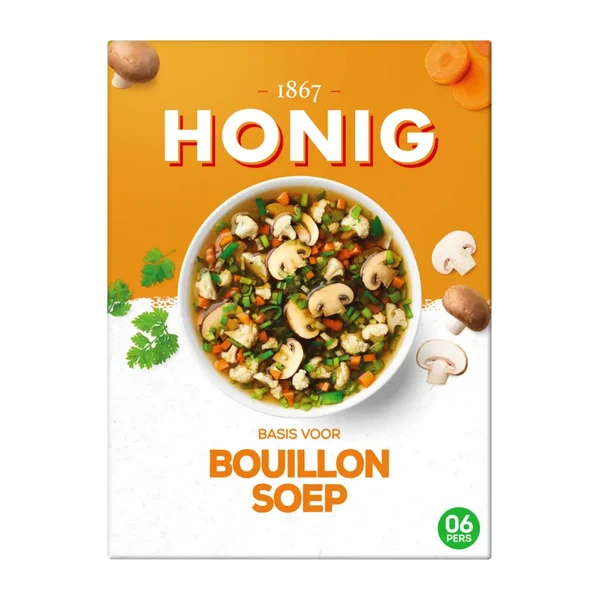 - 1867 -
HONIG
BASIS VOOR
BOUILLON
SOEP
06
PERS